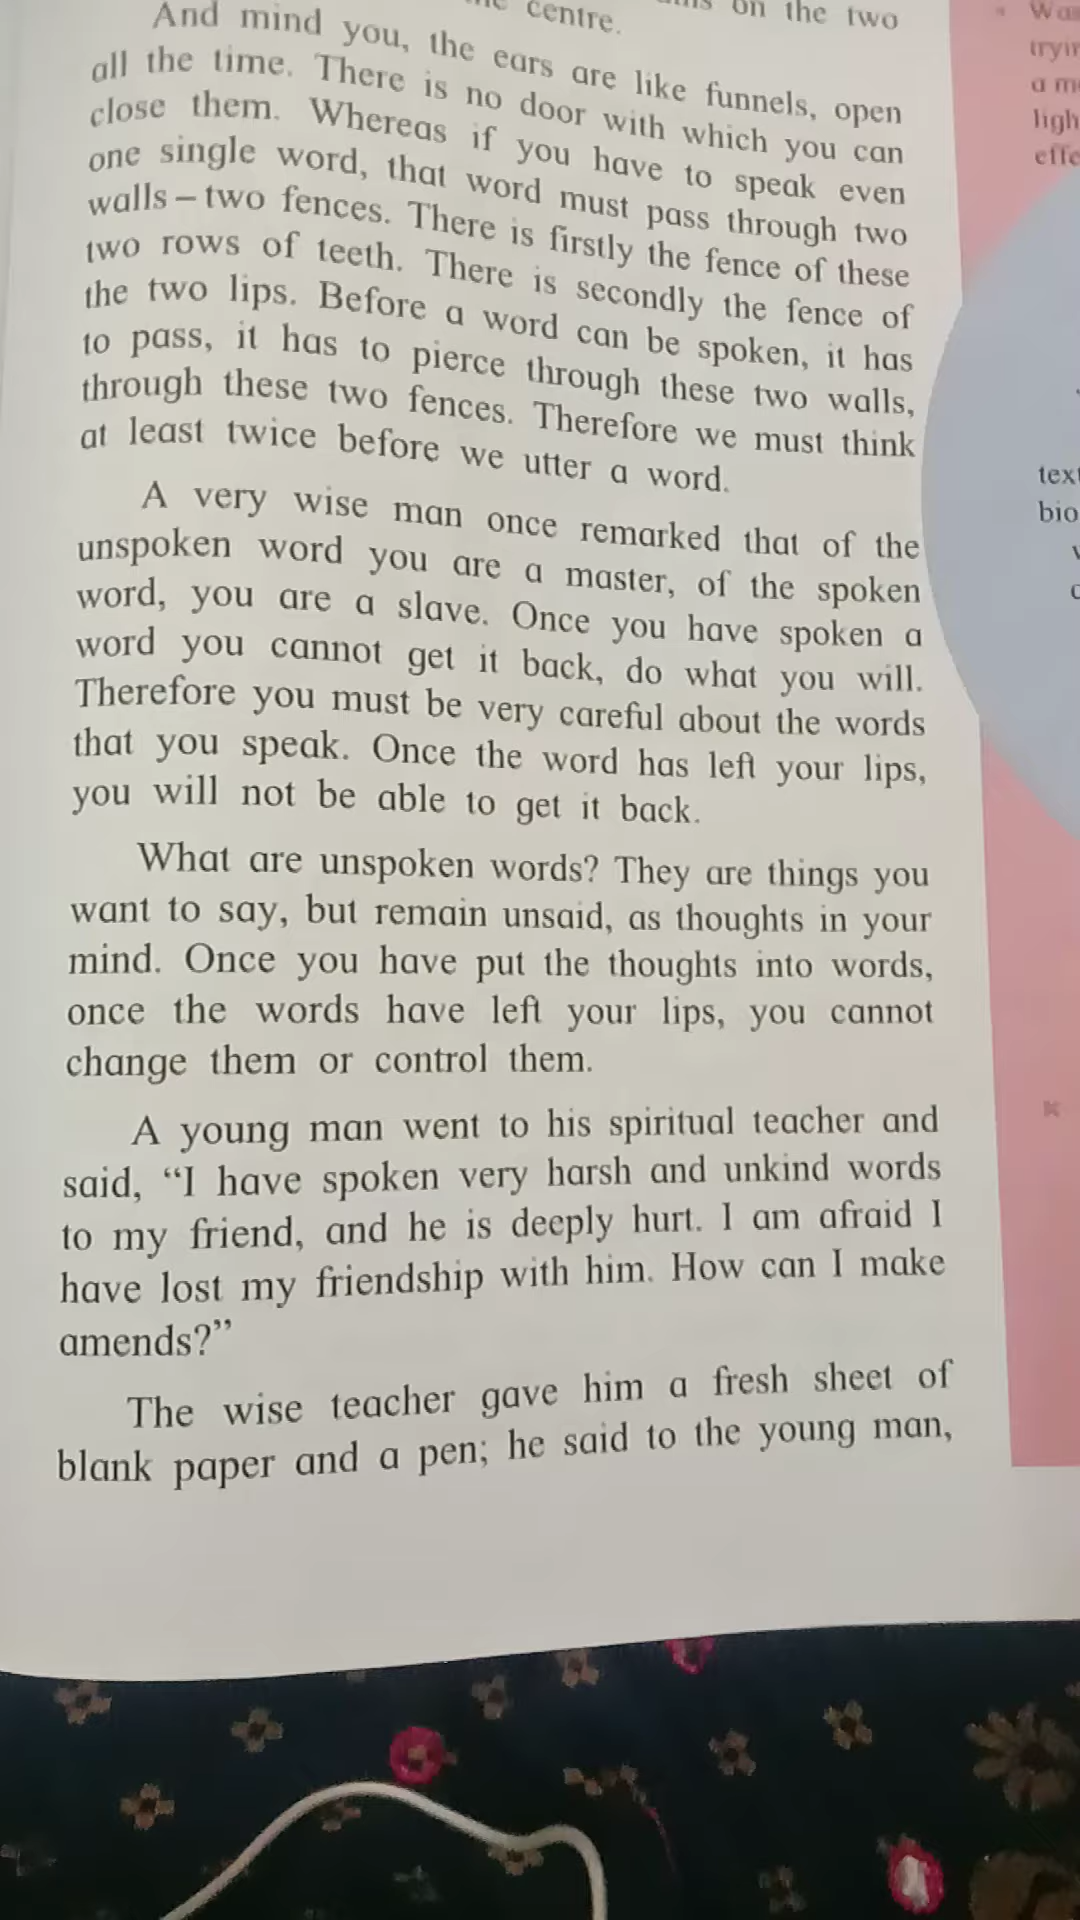 centre.
on the two
And mind you, the ears are like funnels, open
all the time. There is no door with which you can
close them. Whereas if you have to speak even
one single word, that word must pass through two
walls – two fences. There is firstly the fence of these
two rows of teeth. There is secondly the fence of
the two lips. Before a word can be spoken, it has
to pass, it has to pierce through these two walls,
through these two fences. Therefore we must think
at least twice before we utter a word.
A very wise man once remarked that of the
unspoken word you are a master, of the spoken
word, you are a slave. Once you have spoken a
word you cannot get it back, do what you will.
Therefore you must be very careful about the words
that you speak. Once the word has left your lips,
you will not be able to get it back.
What are unspoken words? They are things you
want to say, but remain unsaid, as thoughts in your
mind. Once you have put the thoughts into words,
once the words have left your lips, you cannot
change them or control them.
A young man went to his spiritual teacher and
said, “I have spoken very harsh and unkind words
to my friend, and he is deeply hurt. I am afraid I
have lost my friendship with him. How can I make
amends?”
The wise teacher gave him a fresh sheet of
blank paper and a pen; he said to the young man,